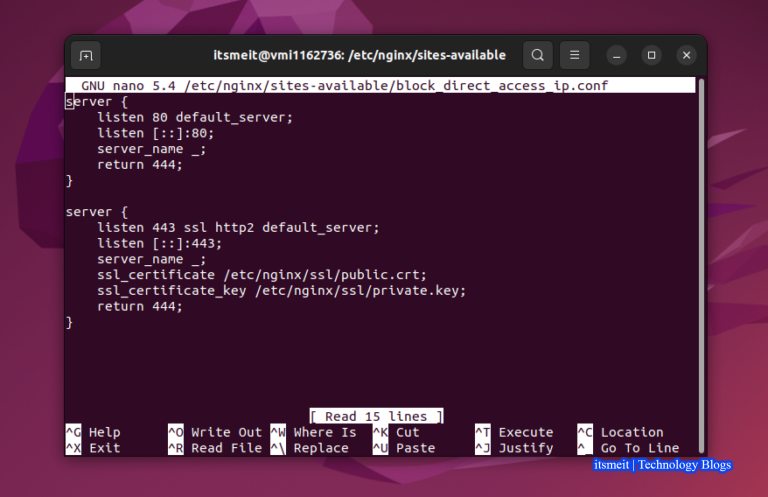 itsmeit@vmi1162736: /etc/nginx/sites-available
GNU nano 5.4 /etc/nginx/sites-available/block_direct_access_ip.conf
server {
    listen 80 default_server;
    listen [::]:80;
    server_name _;
    return 444;
}

server {
    listen 443 ssl http2 default_server;
    listen [::]:443;
    server_name _;
    ssl_certificate /etc/nginx/ssl/public.crt;
    ssl_certificate_key /etc/nginx/ssl/private.key;
    return 444;
}
[ Read 15 lines ]
^G Help ^O Write Out ^W Where Is ^K Cut ^T Execute ^C Location
^X Exit ^R Read File ^\ Replace ^U Paste ^J Justify ^_ Go To Line
itsmeit | Technology Blogs